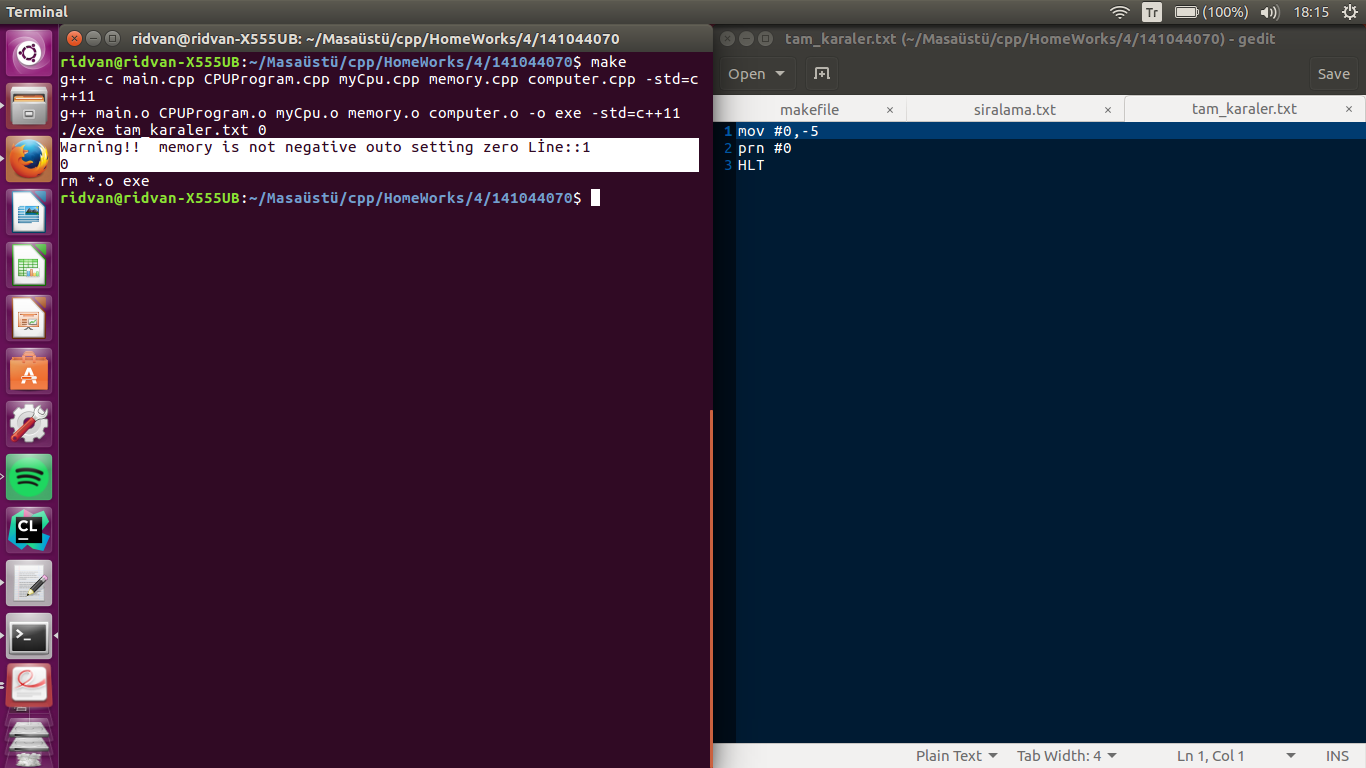 Terminal
Tr
(100%)
18:15
ridvan@ridvan-X555UB: ~/Masaüstü/cpp/HomeWorks/4/141044070
ridvan@ridvan-X555UB:~/Masaüstü/cpp/HomeWorks/4/141044070$ make
g++ -c main.cpp CPUProgram.cpp myCpu.cpp memory.cpp computer.cpp -std=c
++11
g++ main.o CPUProgram.o myCpu.o memory.o computer.o -o exe -std=c++11
./exe tam_karaler.txt 0
Warning!!  memory is not negative outo setting zero Lİne::1
0
rm *.o exe
ridvan@ridvan-X555UB:~/Masaüstü/cpp/HomeWorks/4/141044070$
tam_karaler.txt (~/Masaüstü/cpp/HomeWorks/4/141044070) - gedit
Open
Save
makefile ×
siralama.txt ×
tam_karaler.txt ×
1 mov #0,-5
2 prn #0
3 HLT
Plain Text
Tab Width: 4
Ln 1, Col 1
INS
A
CL
>_